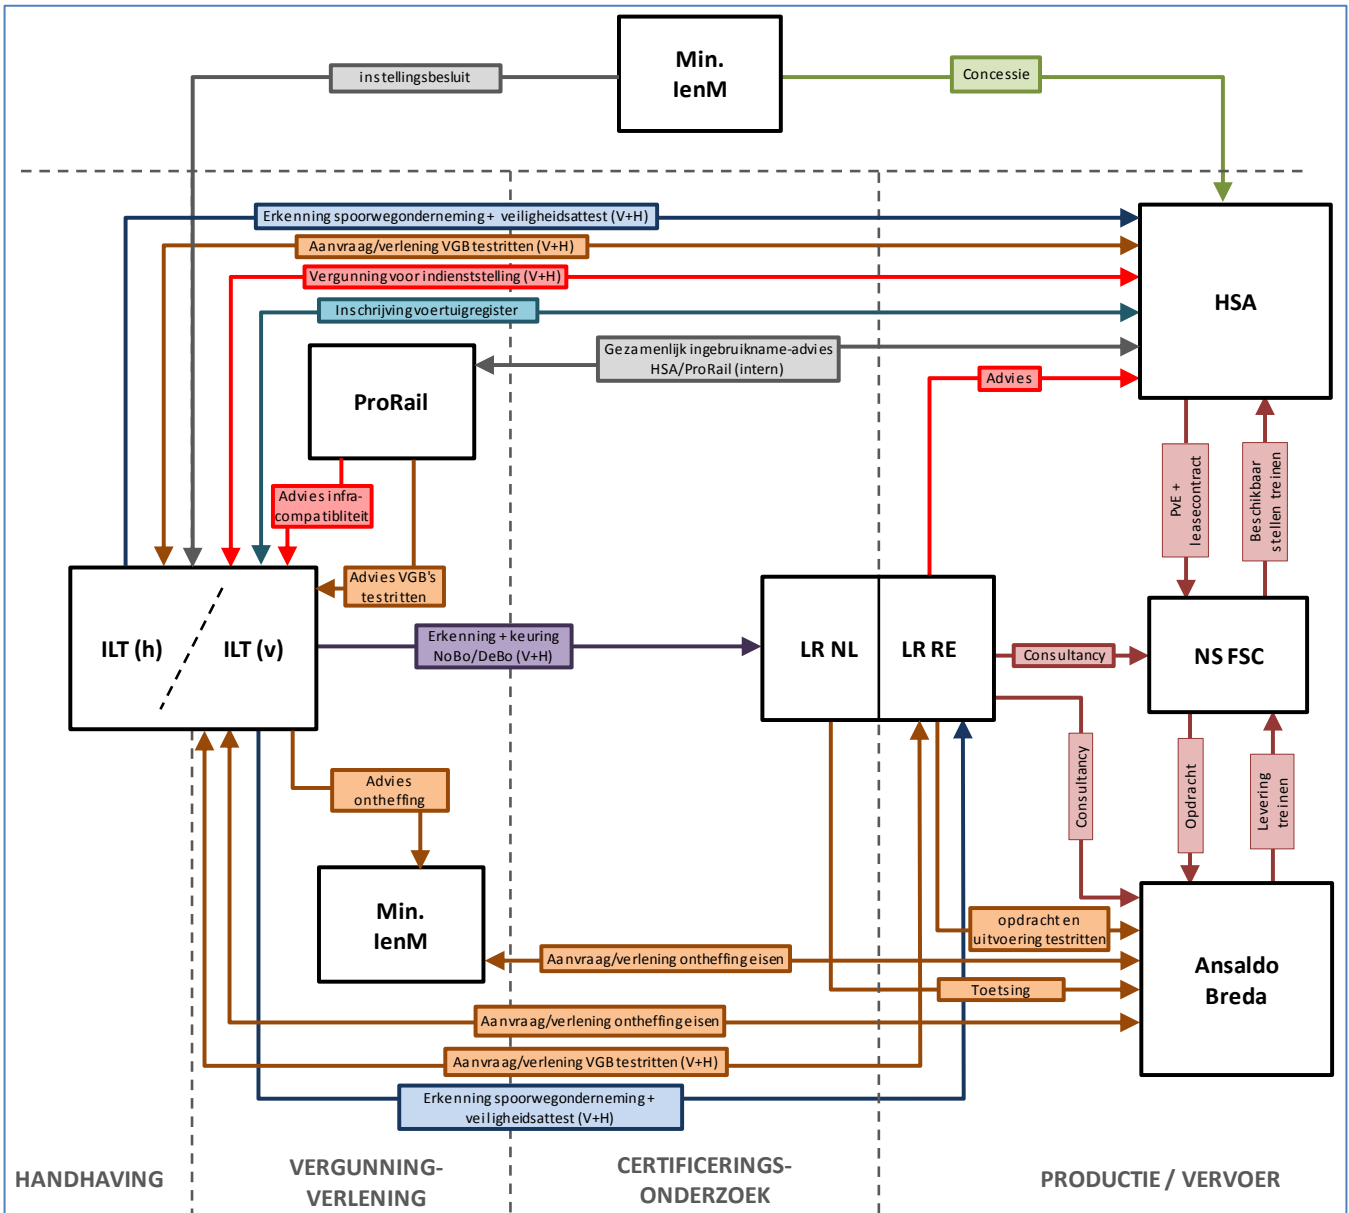 Min.
IenM
instellingsbesluit
Concessie
Erkenning spoorwegonderneming + veiligheidsattest (V+H)
Aanvraag/verlening VGB testritten (V+H)
Vergunning voor indienststelling (V+H)
Inschrijving voertuigregister
HSA
Gezamenlijk ingebruikname-advies
HSA/ProRail (intern)
ProRail
Advies
Advies infra-
compatibliteit
PvE +
leasecontract
Beschikbaar
stellen treinen
Advies VGB's
testritten
ILT (h)
ILT (v)
Erkenning + keuring
NoBo/DeBo (V+H)
LR NL
LR RE
Consultancy
NS FSC
Consultancy
Opdracht
Levering
treinen
Advies
ontheffing
Min.
IenM
opdracht en
uitvoering testritten
Aanvraag/verlening ontheffing eisen
Toetsing
Ansaldo
Breda
Aanvraag/verlening ontheffing eisen
Aanvraag/verlening VGB testritten (V+H)
Erkenning spoorwegonderneming +
veiligheidsattest (V+H)
HANDHAVING
VERGUNNING-
VERLENING
CERTIFICERINGS-
ONDERZOEK
PRODUCTIE / VERVOER